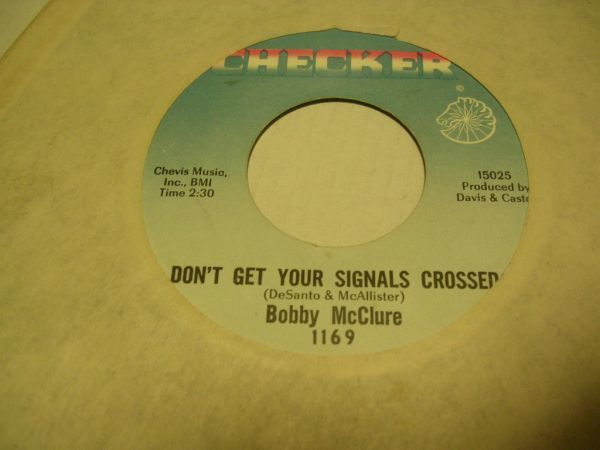 CHECKER
©
Chevis Music,
Inc., BMI
Time 2:30
15025
Produced by
Davis & Casto
DON'T GET YOUR SIGNALS CROSSED
(DeSanto & McAllister)
Bobby McClure
1169